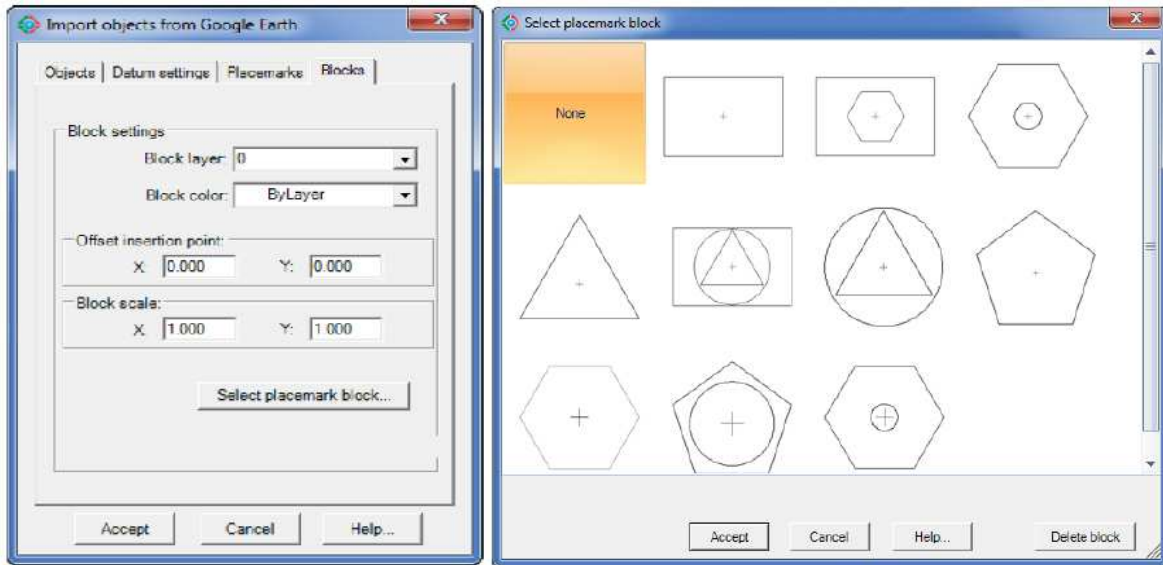 Import objects from Google Earth
Objects Datum settings Placemarks Blocks
Block settings
Block layer: 0
Block color: ByLayer
Offset insertion point:
X: 0.000 Y: 0.000
Block scale:
X: 1.000 Y: 1.000
Select placemark block...
Accept Cancel Help...
Select placemark block
None
Accept Cancel Help... Delete block